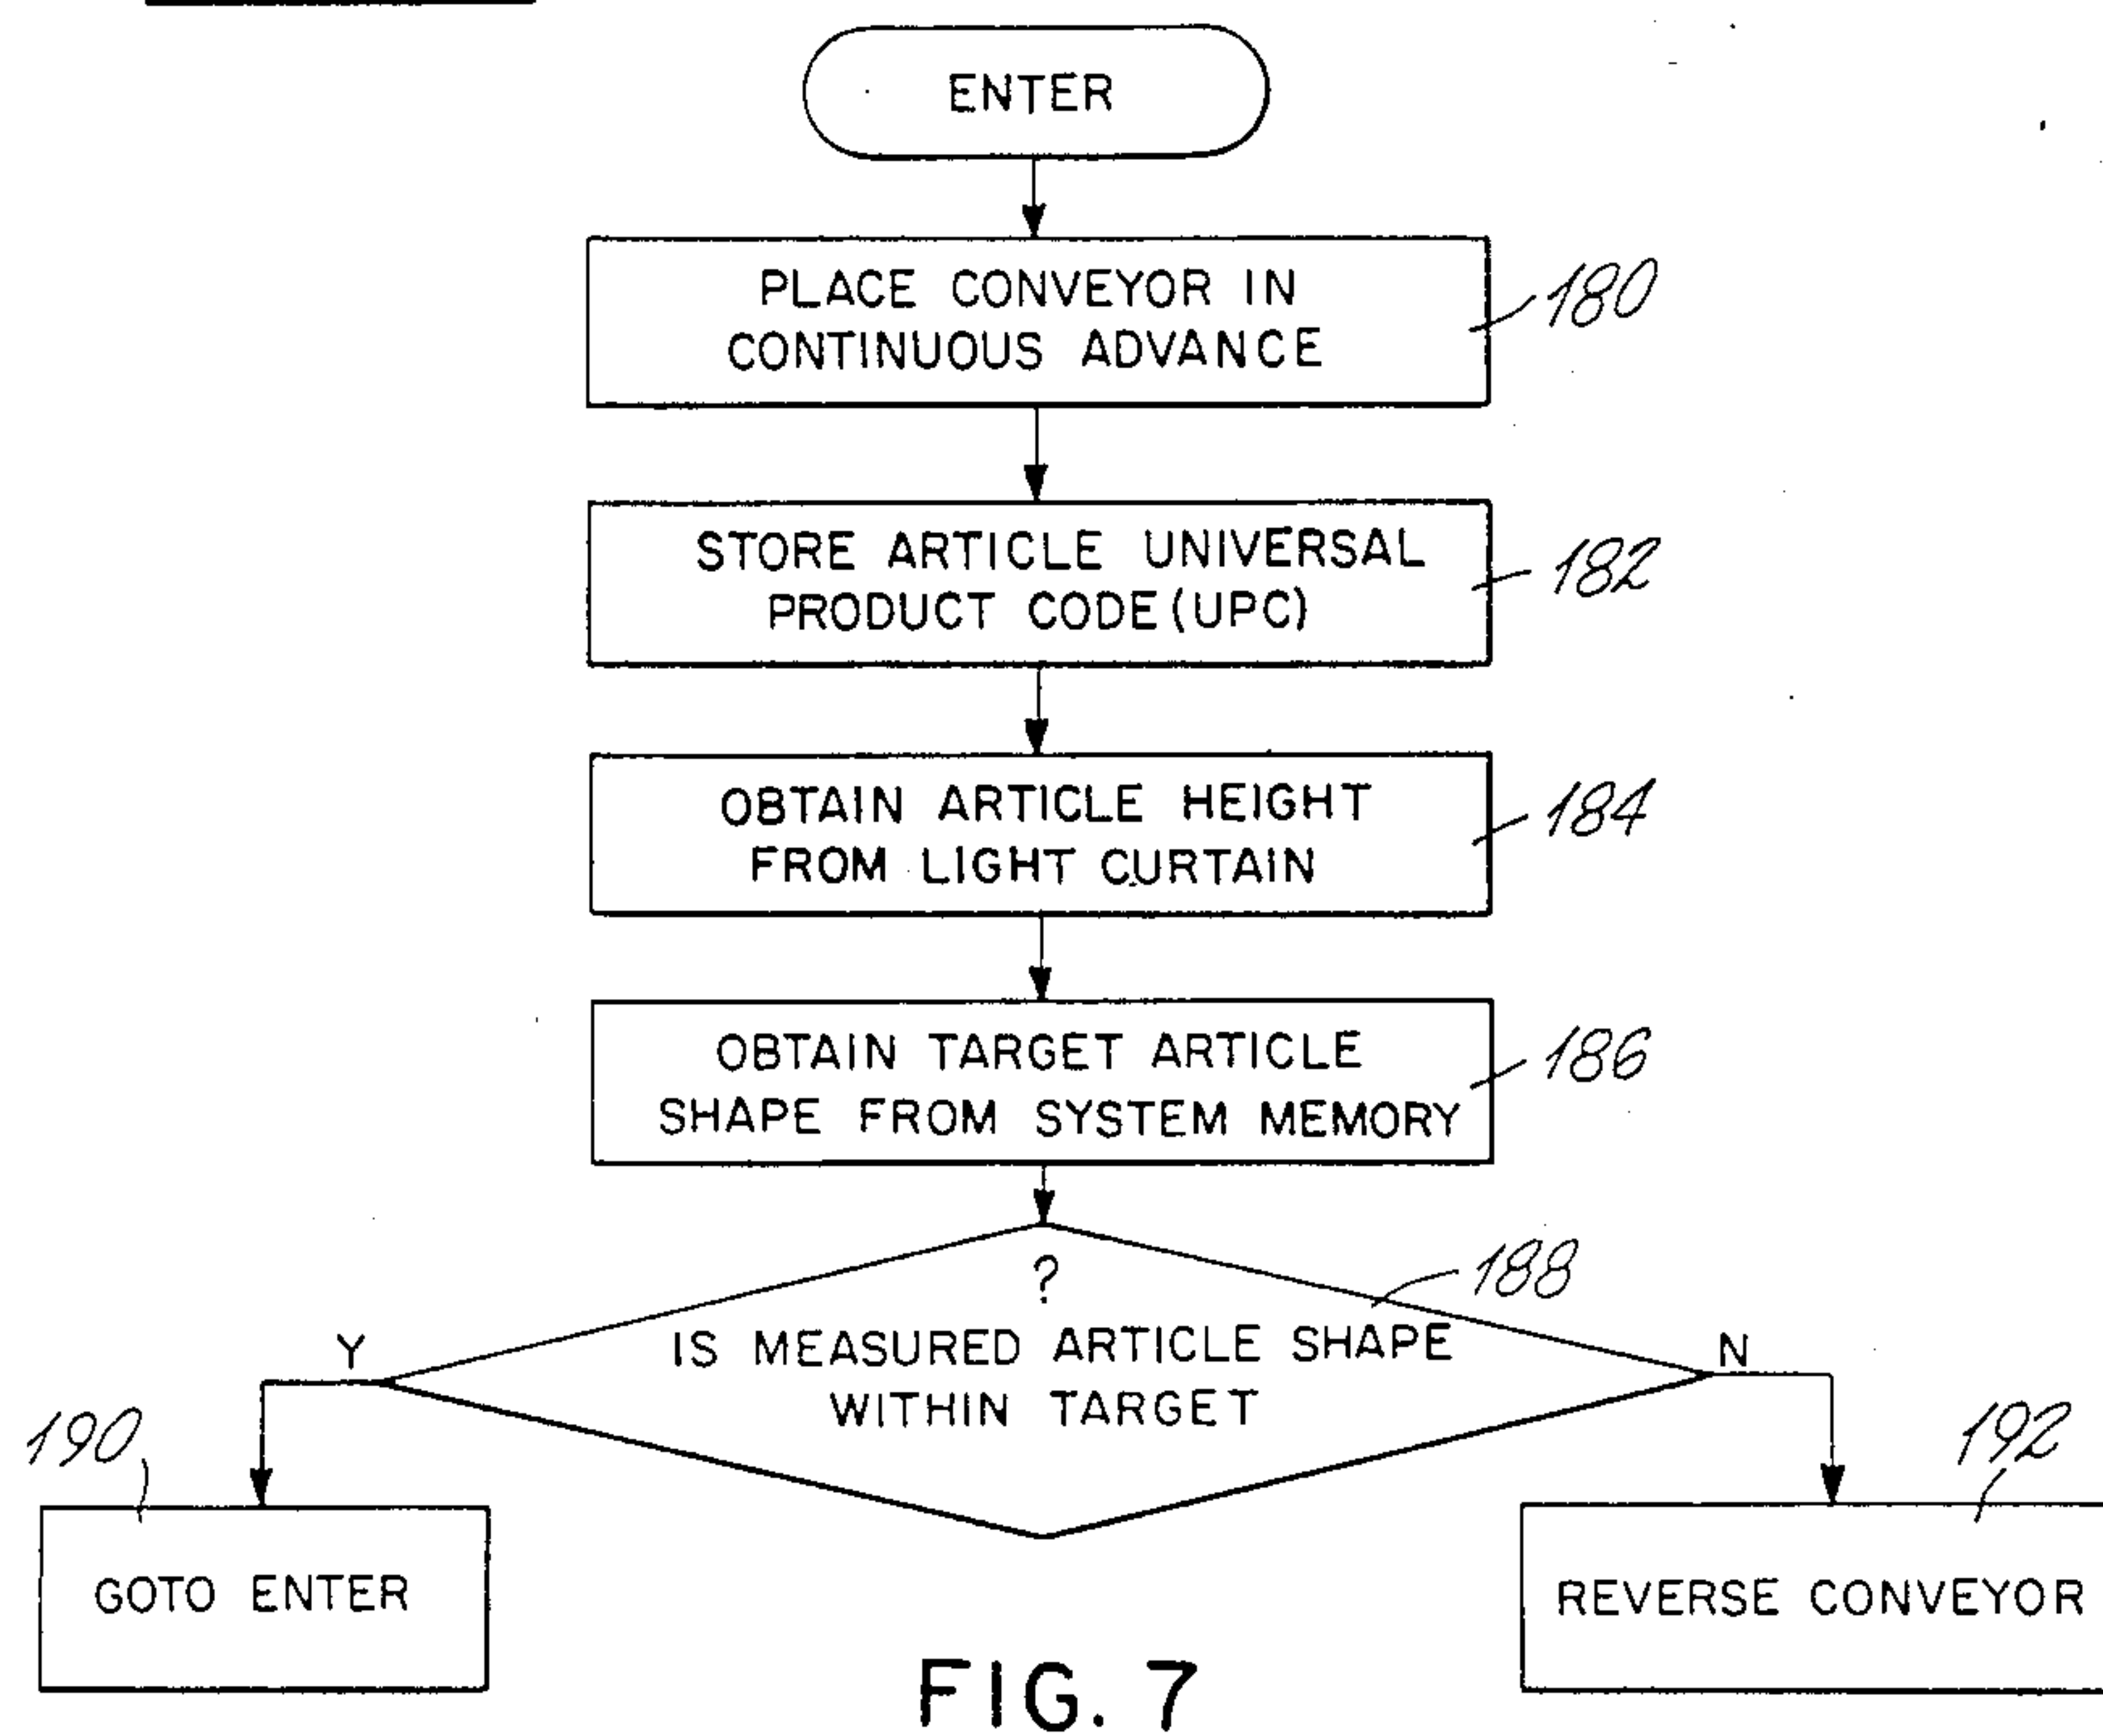 ENTER
PLACE CONVEYOR IN
CONTINUOUS ADVANCE
180
STORE ARTICLE UNIVERSAL
PRODUCT CODE (UPC)
182
OBTAIN ARTICLE HEIGHT
FROM LIGHT CURTAIN
184
OBTAIN TARGET ARTICLE
SHAPE FROM SYSTEM MEMORY
186
?
188
IS MEASURED ARTICLE SHAPE
WITHIN TARGET
Y
N
190
192
GOTO ENTER
REVERSE CONVEYOR
FIG. 7